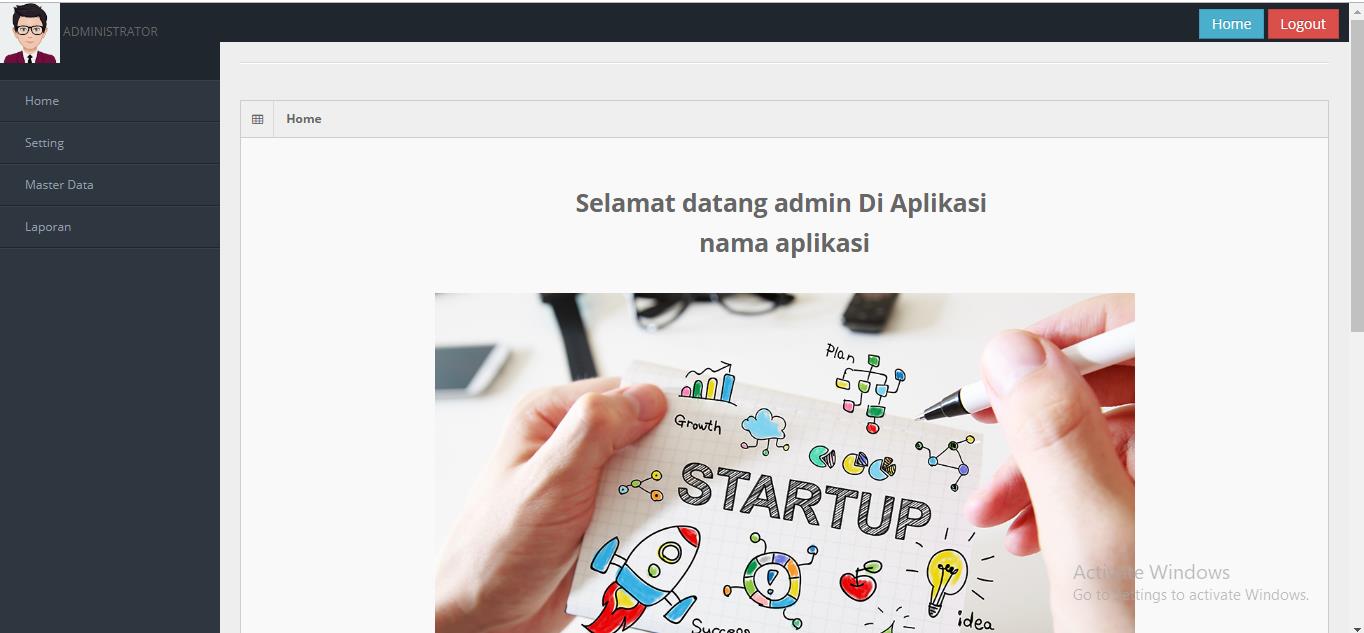 ADMINISTRATOR
Home
Logout
Home
Setting
Master Data
Laporan
Home
Selamat datang admin Di Aplikasi
nama aplikasi
Plan
Growth
STARTUP
idea
Success
Activate Windows
Go to Settings to activate Windows.